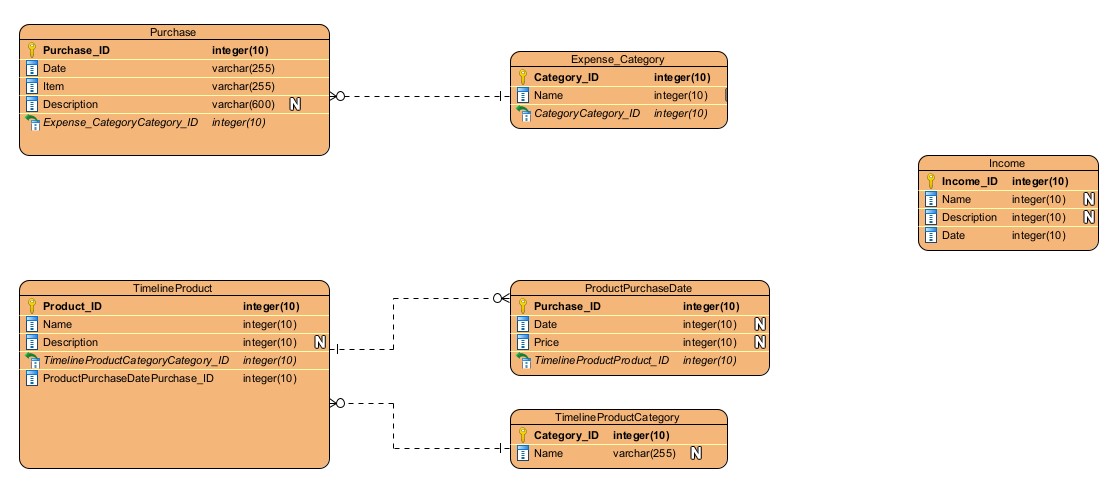 Purchase
Purchase_ID integer(10)
Date varchar(255)
Item varchar(255)
Description varchar(600) N
Expense_CategoryCategory_ID integer(10)
Expense_Category
Category_ID integer(10)
Name integer(10)
CategoryCategory_ID integer(10)
Income
Income_ID integer(10)
Name integer(10) N
Description integer(10) N
Date integer(10)
TimelineProduct
Product_ID integer(10)
Name integer(10)
Description integer(10) N
TimelineProductCategoryCategory_ID integer(10)
ProductPurchaseDatePurchase_ID integer(10)
ProductPurchaseDate
Purchase_ID integer(10)
Date integer(10) N
Price integer(10) N
TimelineProductProduct_ID integer(10)
TimelineProductCategory
Category_ID integer(10)
Name varchar(255) N